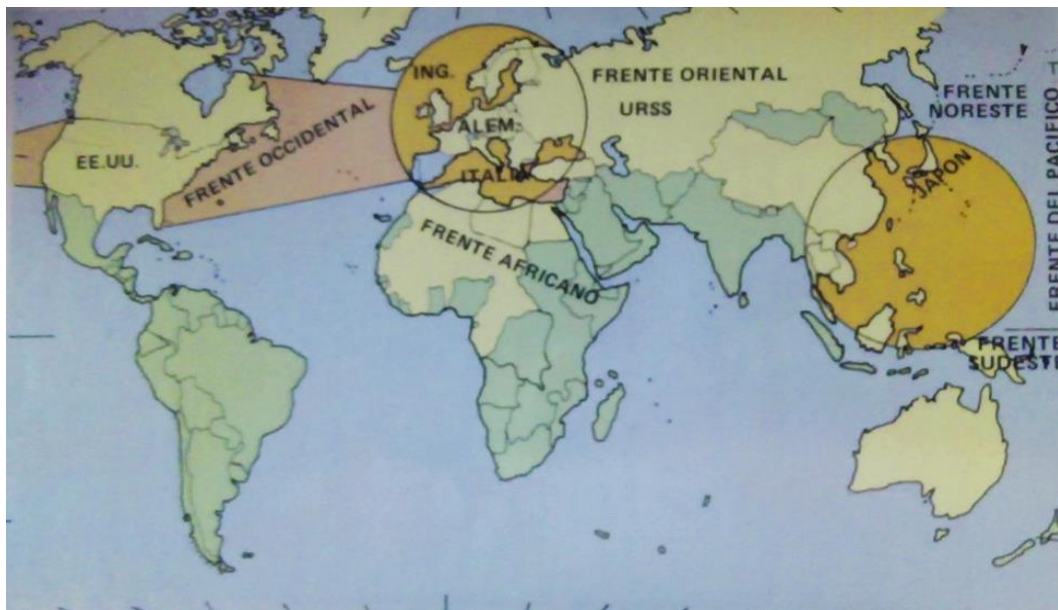 ING.
FRENTE ORIENTAL
URSS
ALEM.
ITALIA
EE.UU.
FRENTE OCCIDENTAL
FRENTE AFRICANO
FRENTE
NORESTE
JAPON
FRENTE DEL PACIFICO
FRENTE
SUDESTE